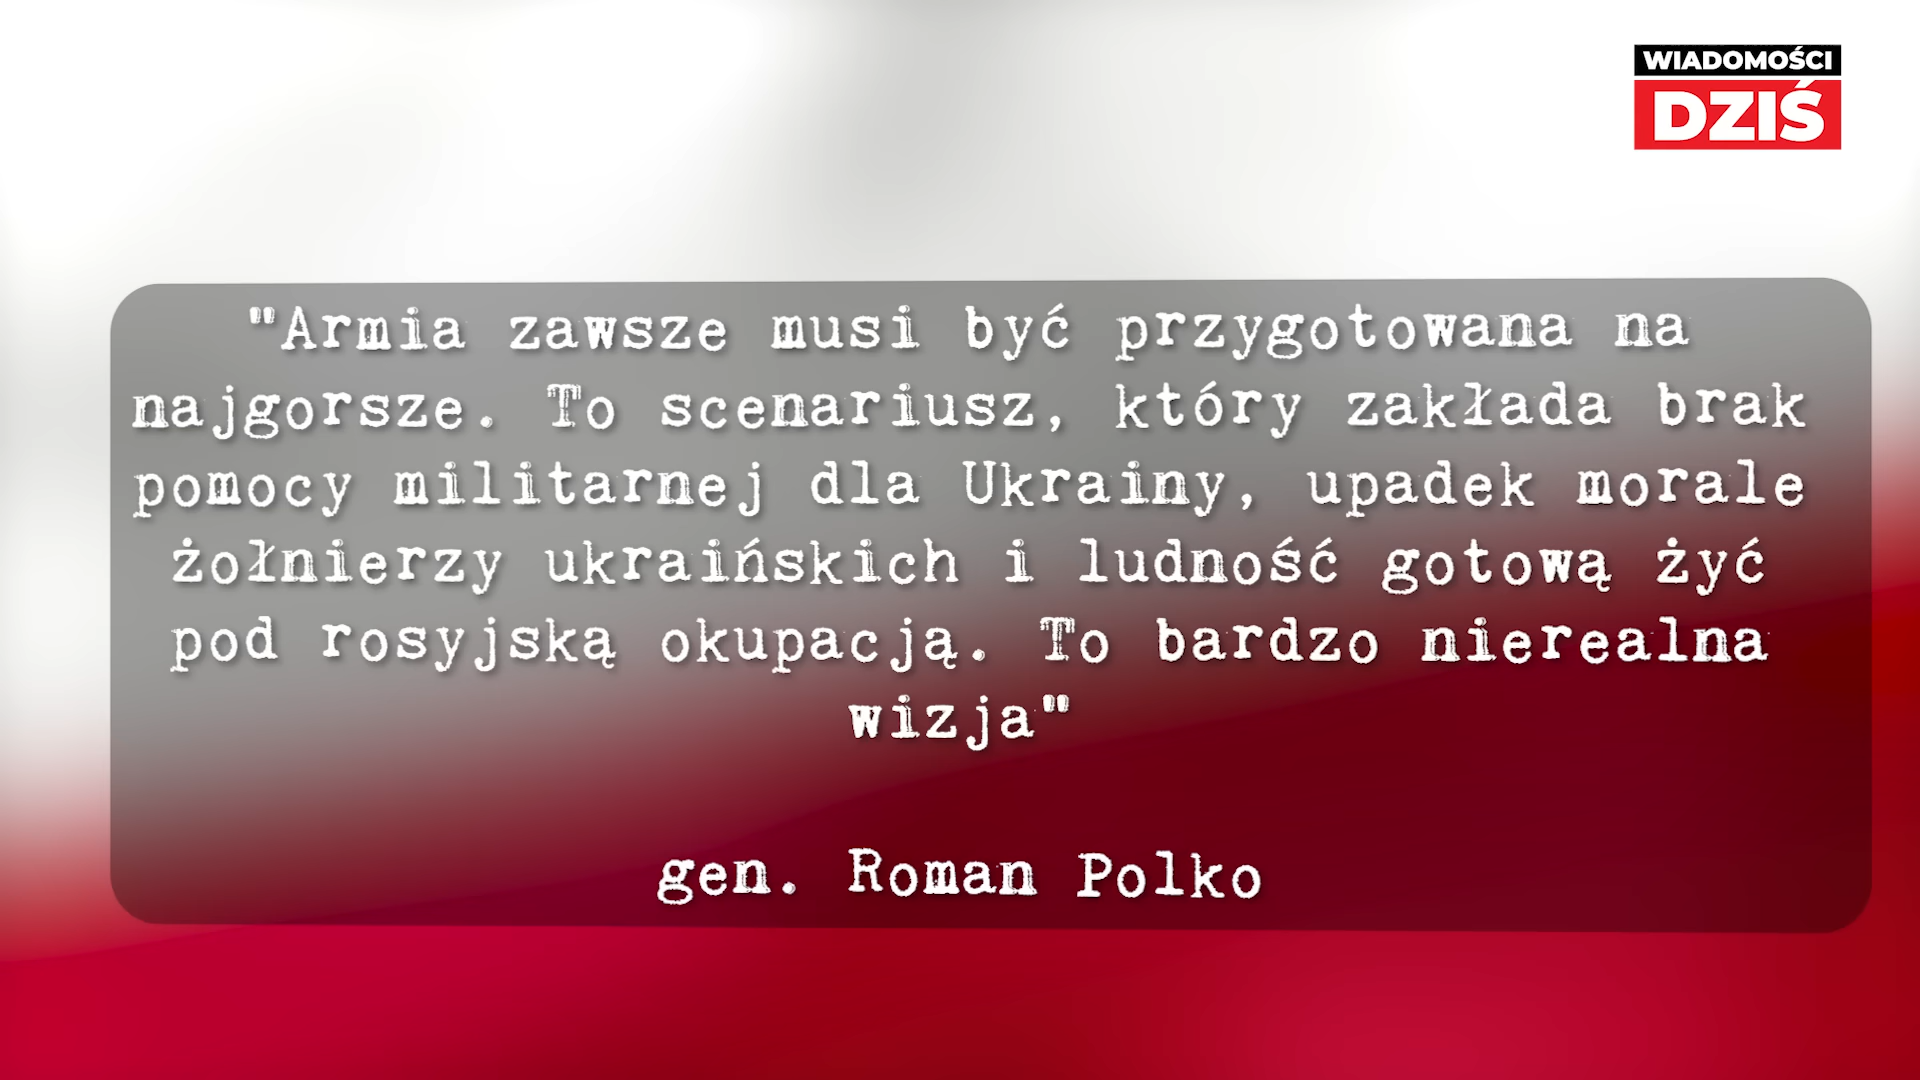 WIADOMOŚCI
DZIŚ
"Armia zawsze musi być przygotowana na
najgorsze. To scenariusz, który zakłada brak
pomocy militarnej dla Ukrainy, upadek morale
żołnierzy ukraińskich i ludność gotową żyć
pod rosyjską okupacją. To bardzo nierealna
wizja"
gen. Roman Polko